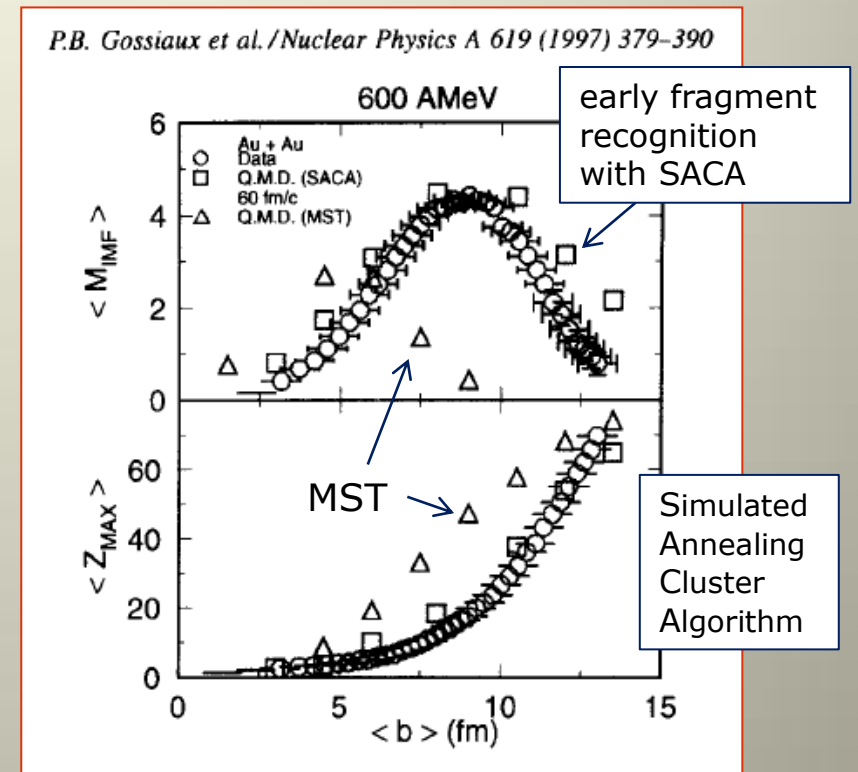 P.B. Gossiaux et al./Nuclear Physics A 619 (1997) 379–390
600 AMeV
early fragment
recognition
with SACA
Au + Au
Data
Q.M.D. (SACA)
60 fm/c
Q.M.D. (MST)
6
4
2
0
< M_IMF >
MST
60
40
20
0
< Z_MAX >
Simulated
Annealing
Cluster
Algorithm
0 5 10 15
< b > (fm)